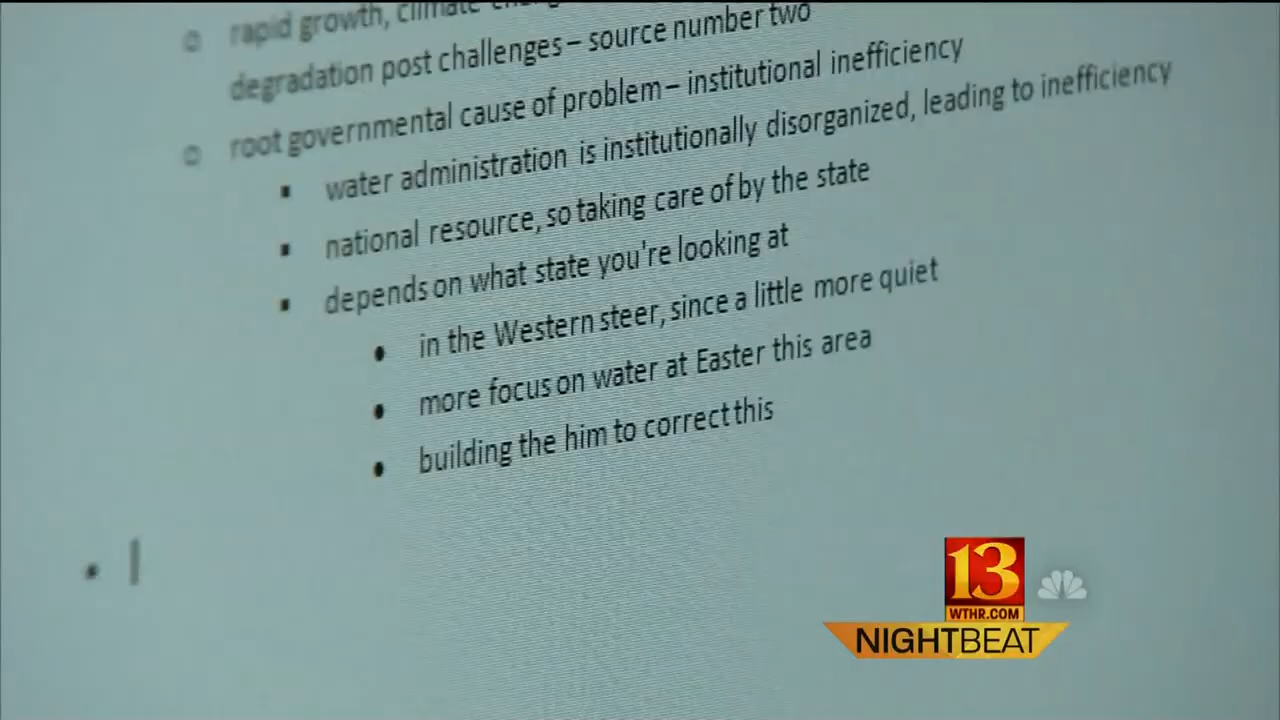 rapid growth, climate
degradation post challenges – source number two
root governmental cause of problem – institutional inefficiency
water administration is institutionally disorganized, leading to inefficiency
national resource, so taking care of by the state
depends on what state you're looking at
in the Western steer, since a little more quiet
more focus on water at Easter this area
building the him to correct this
13
WTHR.COM
NIGHTBEAT